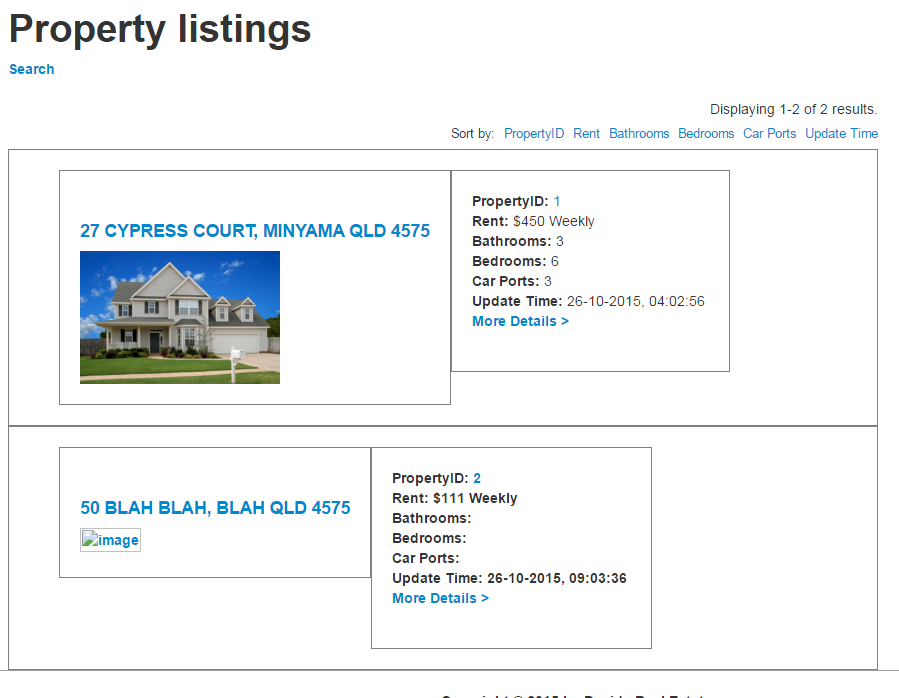 Property listings
Search
Displaying 1-2 of 2 results.
Sort by: PropertyID Rent Bathrooms Bedrooms Car Ports Update Time
27 CYPRESS COURT, MINYAMA QLD 4575
PropertyID: 1
Rent: $450 Weekly
Bathrooms: 3
Bedrooms: 6
Car Ports: 3
Update Time: 26-10-2015, 04:02:56
More Details >
50 BLAH BLAH, BLAH QLD 4575
image
PropertyID: 2
Rent: $111 Weekly
Bathrooms:
Bedrooms:
Car Ports:
Update Time: 26-10-2015, 09:03:36
More Details >